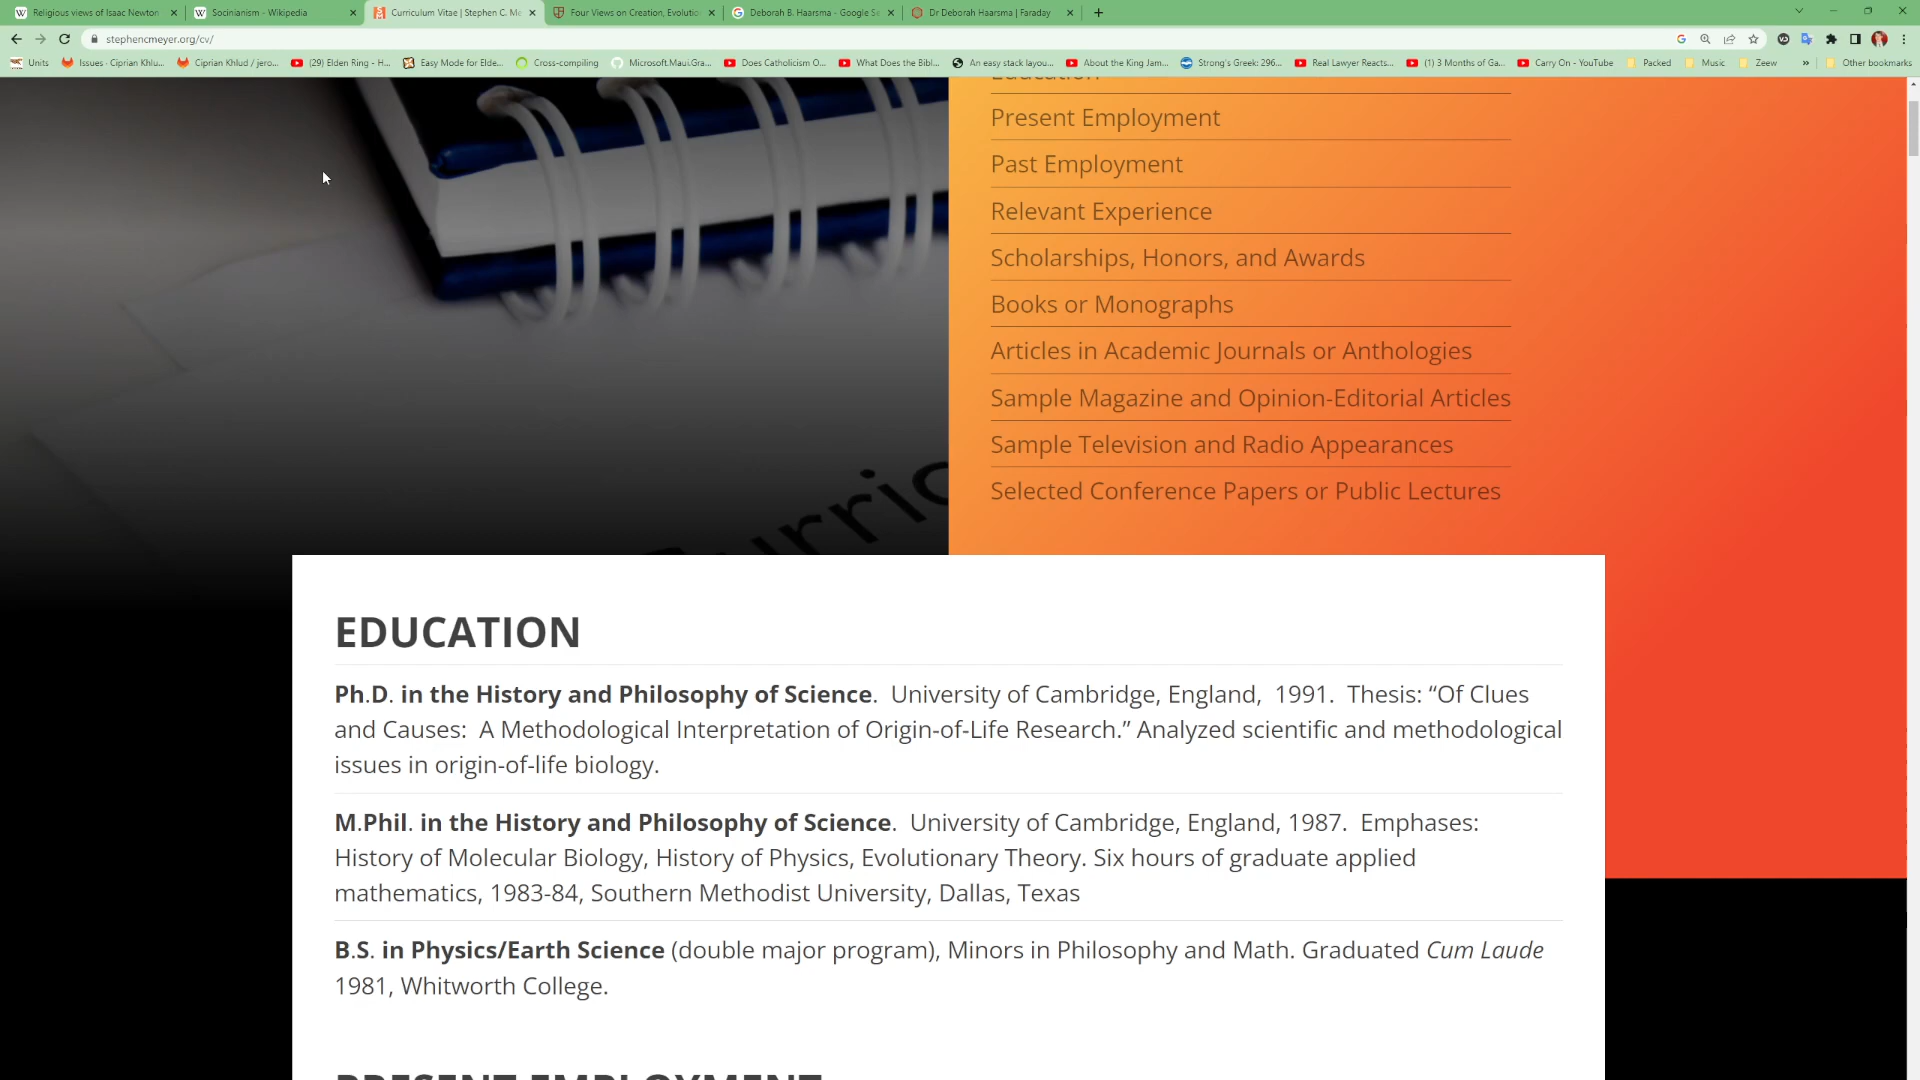 Religious views of Isaac Newton
Socinianism - Wikipedia
Curriculum Vitae | Stephen C. Me
Four Views on Creation, Evolutio
Deborah B. Haarsma - Google Se
Dr Deborah Haarsma | Faraday
stephencmeyer.org/cv/
Units
Issues · Ciprian Khlu...
Ciprian Khlud / jero...
(29) Elden Ring - H...
Easy Mode for Elde...
Cross-compiling
Microsoft.Maui.Gra...
Does Catholicism O...
What Does the Bibl...
An easy stack layou...
About the King Jam...
Strong's Greek: 296...
Real Lawyer Reacts...
(1) 3 Months of Ga...
Carry On - YouTube
Packed
Music
Zeew
»
Other bookmarks
Education
Present Employment
Past Employment
Relevant Experience
Scholarships, Honors, and Awards
Books or Monographs
Articles in Academic Journals or Anthologies
Sample Magazine and Opinion-Editorial Articles
Sample Television and Radio Appearances
Selected Conference Papers or Public Lectures
Curric
EDUCATION
Ph.D. in the History and Philosophy of Science. University of Cambridge, England, 1991. Thesis: “Of Clues
and Causes: A Methodological Interpretation of Origin-of-Life Research.” Analyzed scientific and methodological
issues in origin-of-life biology.
M.Phil. in the History and Philosophy of Science. University of Cambridge, England, 1987. Emphases:
History of Molecular Biology, History of Physics, Evolutionary Theory. Six hours of graduate applied
mathematics, 1983-84, Southern Methodist University, Dallas, Texas
B.S. in Physics/Earth Science (double major program), Minors in Philosophy and Math. Graduated Cum Laude
1981, Whitworth College.
PRESENT EMPLOYMENT